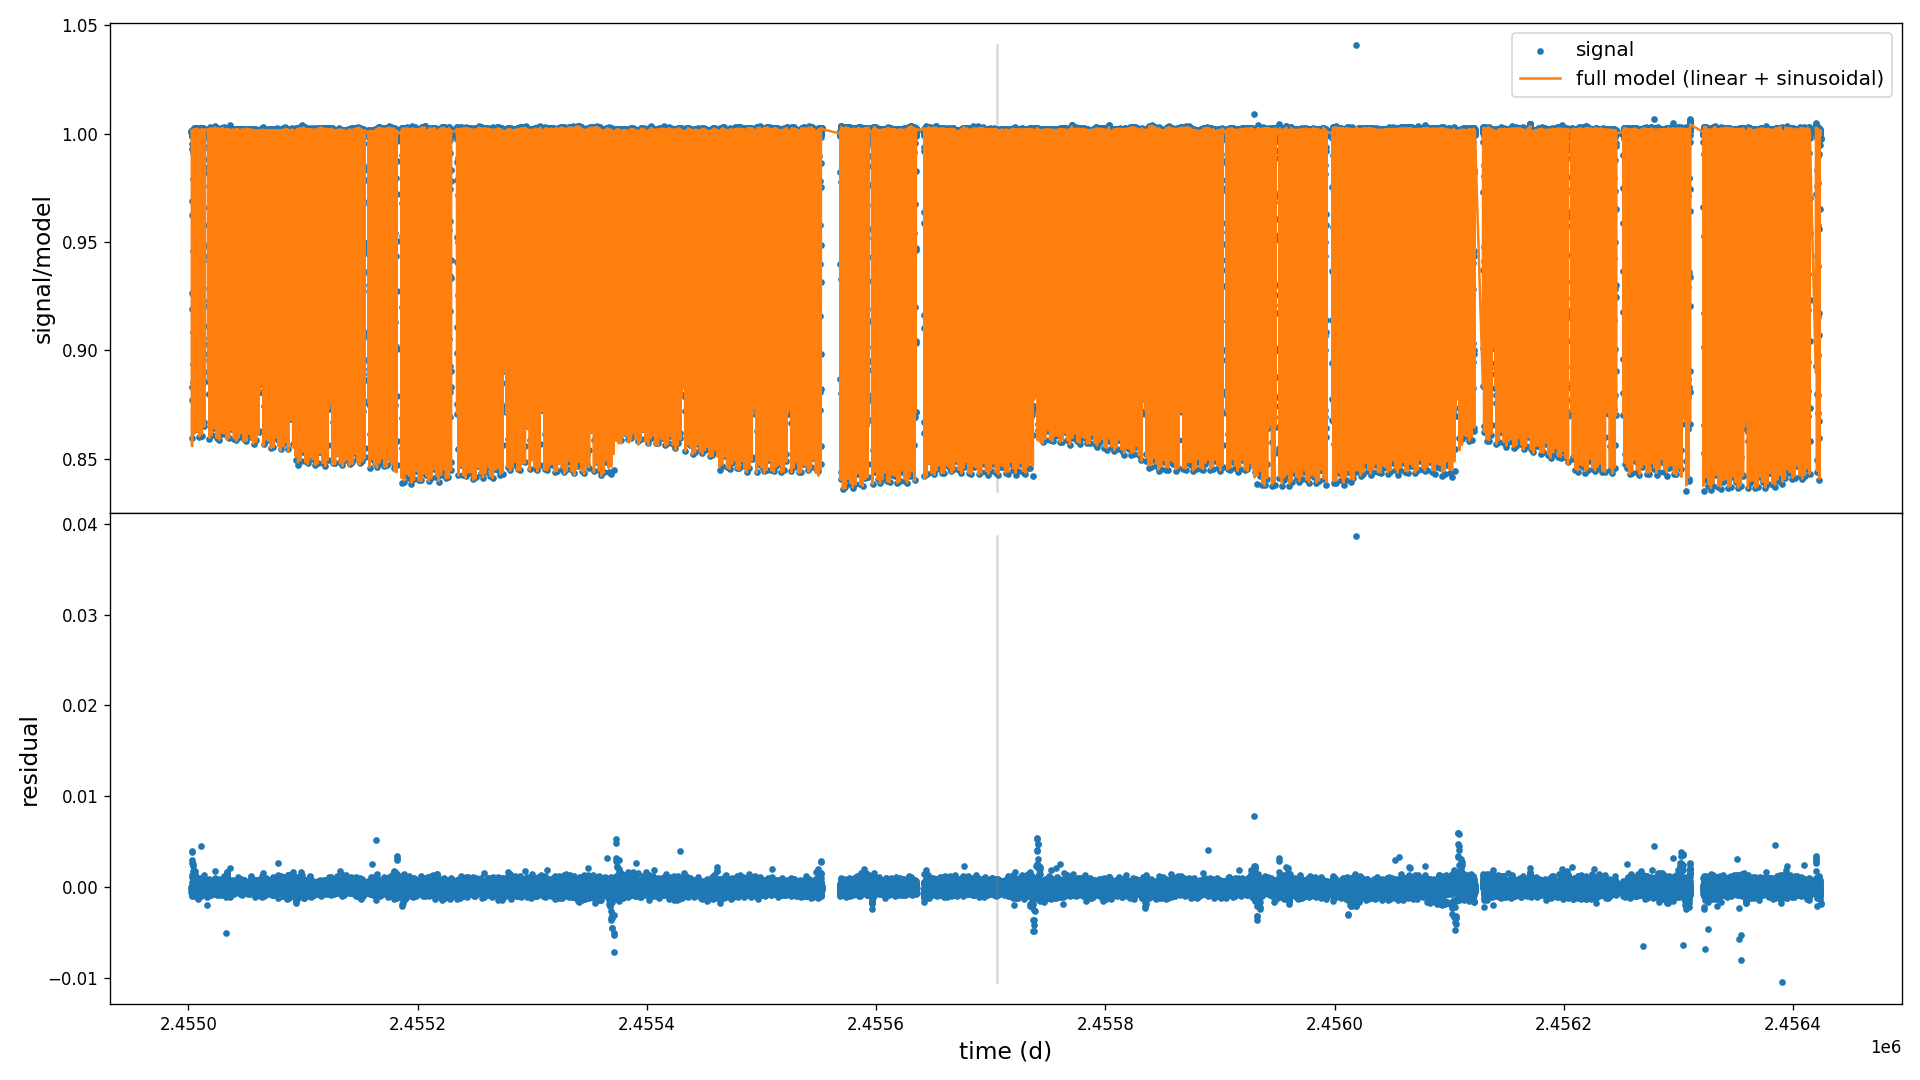 1.05
signal
full model (linear + sinusoidal)
1.00
0.95
signal/model
0.90
0.85
0.04
0.03
0.02
residual
0.01
0.00
−0.01
2.4550 2.4552 2.4554 2.4556 2.4558 2.4560 2.4562 2.4564
time (d)
1e6